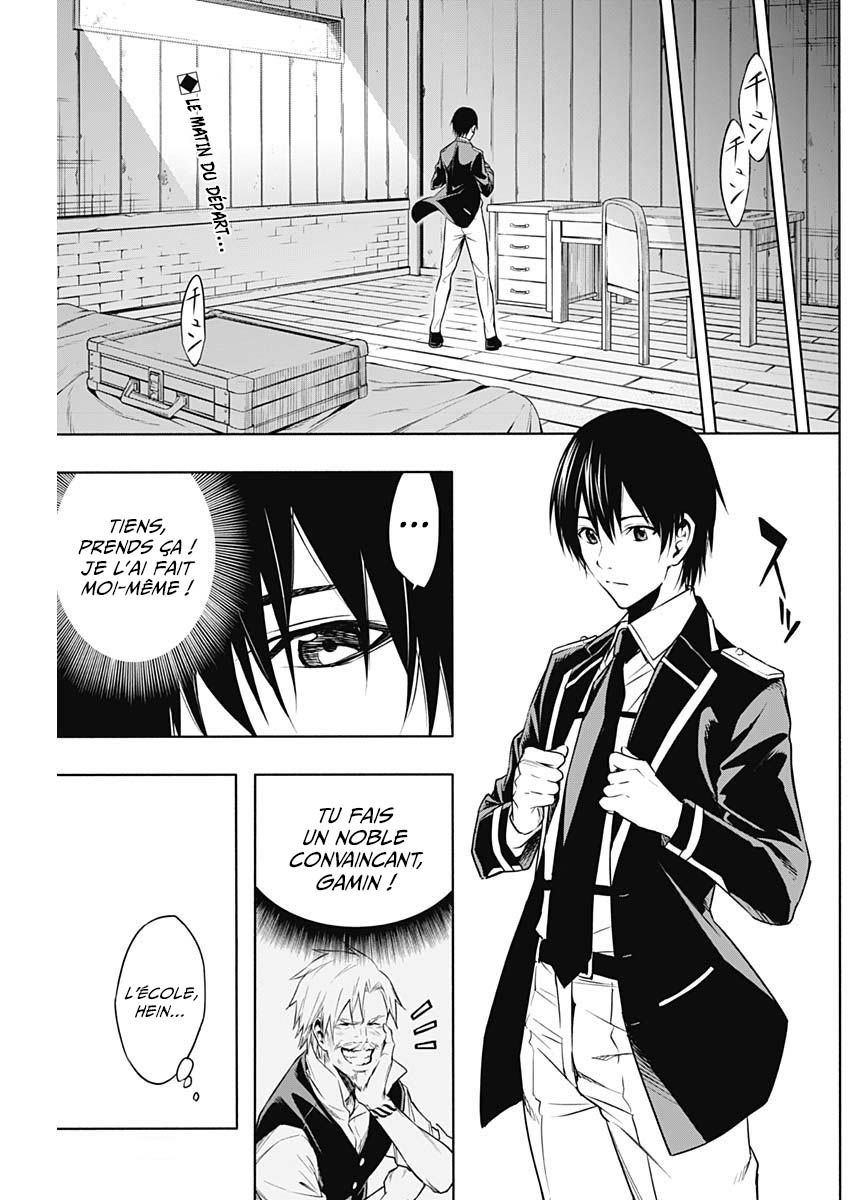 チュン
チュン
◆LE MATIN DU DÉPART...
チュン
スッ
...
TIENS,
PRENDS ÇA !
JE L'AI FAIT
MOI-MÊME !
TU FAIS
UN NOBLE
CONVAINCANT,
GAMIN !
L'ÉCOLE,
HEIN...